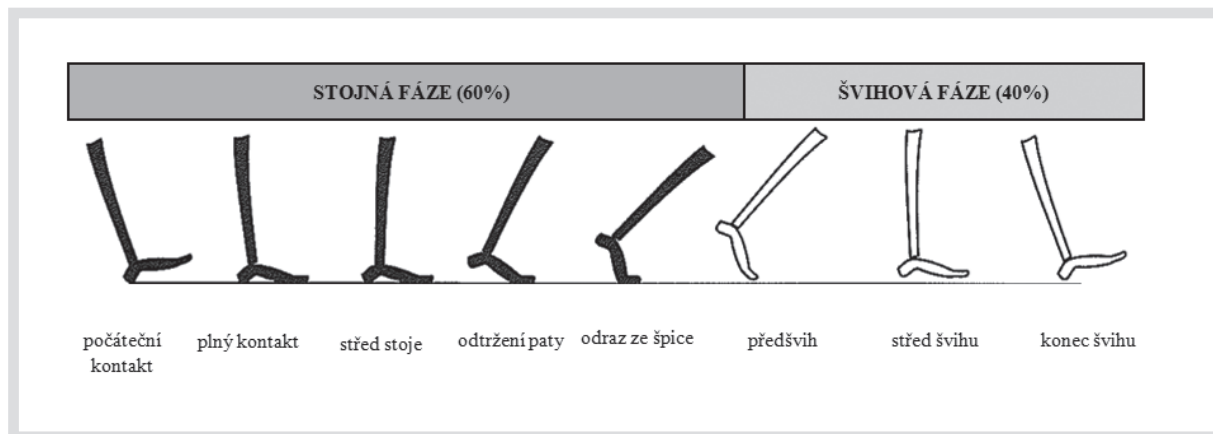 STOJNÁ FÁZE (60%)
ŠVIHOVÁ FÁZE (40%)
počáteční
kontakt
plný kontakt
střed stoje
odtržení paty
odraz ze špice
předšvih
střed švihu
konec švihu